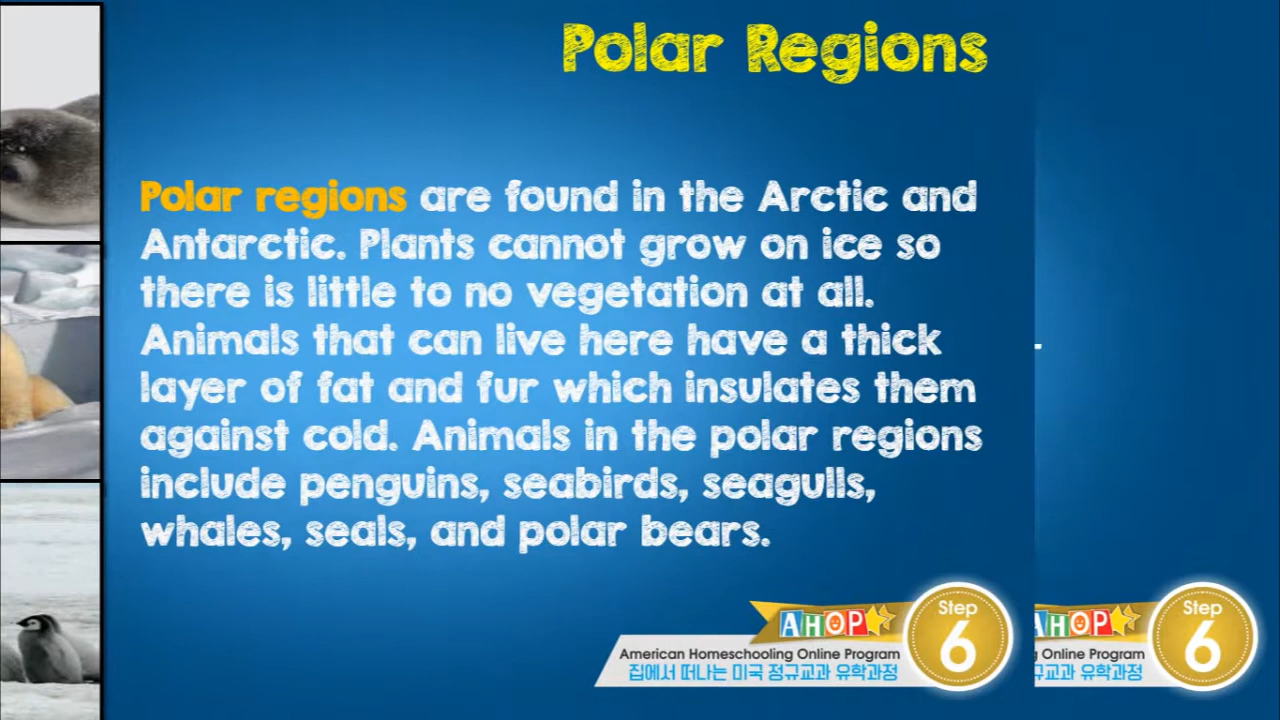 Polar Regions
Polar regions are found in the Arctic and
Antarctic. Plants cannot grow on ice so
there is little to no vegetation at all.
Animals that can live here have a thick
layer of fat and fur which insulates them
against cold. Animals in the polar regions
include penguins, seabirds, seagulls,
whales, seals, and polar bears.
AHOP
Step
6
American Homeschooling Online Program
집에서 떠나는 미국 정규교과 유학과정
AHOP
Step
6
Online Program
교과 유학과정